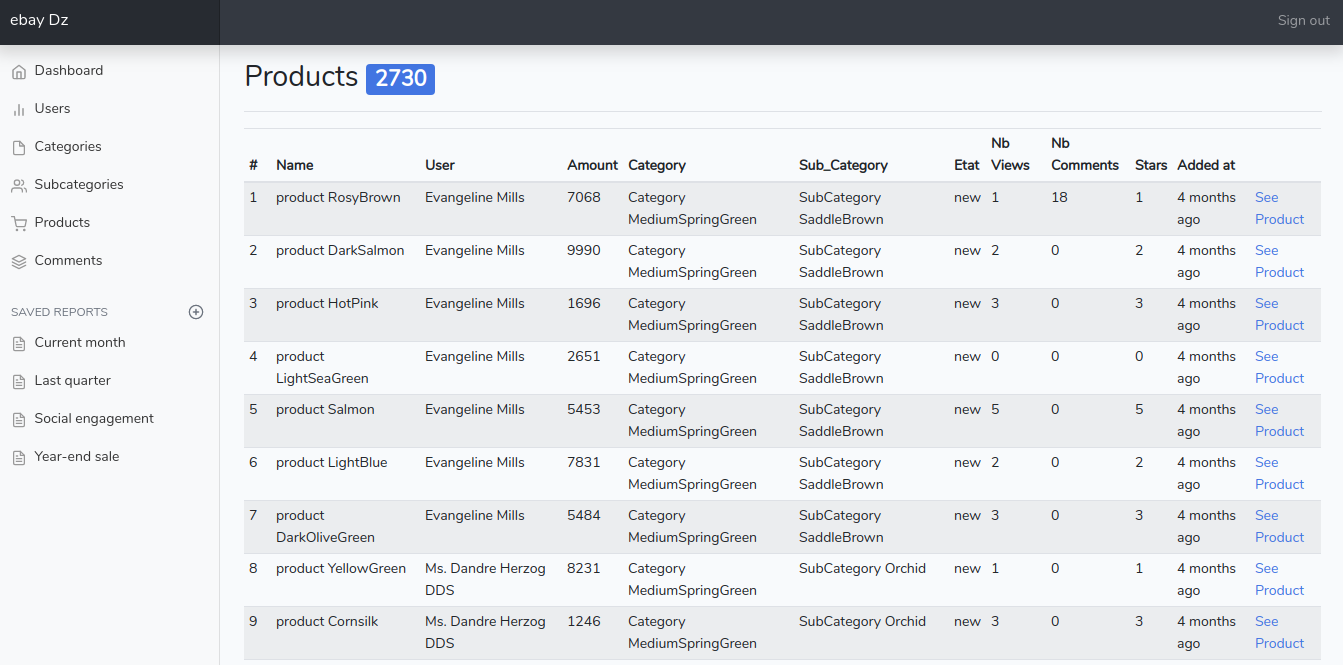 ebay Dz
Sign out
Dashboard
Users
Categories
Subcategories
Products
Comments
SAVED REPORTS
Current month
Last quarter
Social engagement
Year-end sale
Products 2730
# Name User Amount Category Sub_Category Etat Nb Views Nb Comments Stars Added at
1 product RosyBrown Evangeline Mills 7068 Category SubCategory new 1 18 1 4 months See
MediumSpringGreen SaddleBrown ago Product
2 product DarkSalmon Evangeline Mills 9990 Category SubCategory new 2 0 2 4 months See
MediumSpringGreen SaddleBrown ago Product
3 product HotPink Evangeline Mills 1696 Category SubCategory new 3 0 3 4 months See
MediumSpringGreen SaddleBrown ago Product
4 product Evangeline Mills 2651 Category SubCategory new 0 0 0 4 months See
LightSeaGreen MediumSpringGreen SaddleBrown ago Product
5 product Salmon Evangeline Mills 5453 Category SubCategory new 5 0 5 4 months See
MediumSpringGreen SaddleBrown ago Product
6 product LightBlue Evangeline Mills 7831 Category SubCategory new 2 0 2 4 months See
MediumSpringGreen SaddleBrown ago Product
7 product Evangeline Mills 5484 Category SubCategory new 3 0 3 4 months See
DarkOliveGreen MediumSpringGreen SaddleBrown ago Product
8 product YellowGreen Ms. Dandre Herzog 8231 Category SubCategory Orchid new 1 0 1 4 months See
DDS MediumSpringGreen ago Product
9 product Cornsilk Ms. Dandre Herzog 1246 Category SubCategory Orchid new 3 0 3 4 months See
DDS MediumSpringGreen ago Product